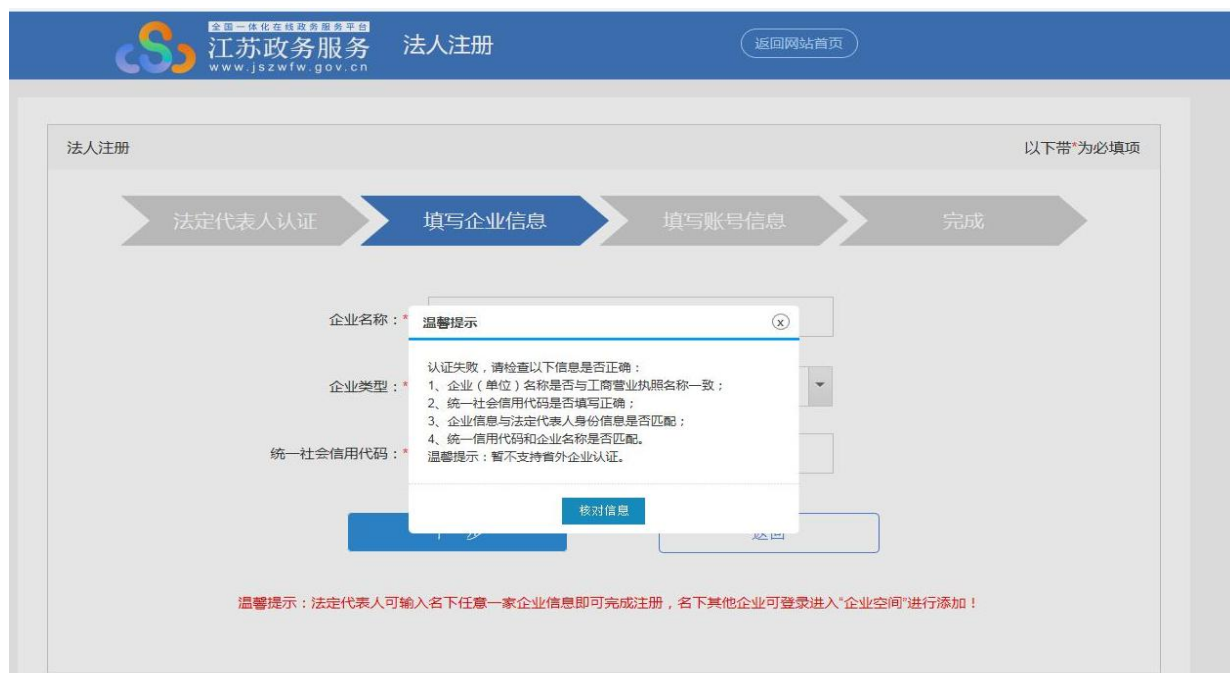 全国一体化在线政务服务平台
江苏政务服务
www.jszwfw.gov.cn
法人注册
返回网站首页
法人注册
以下带*为必填项
法定代表人认证
填写企业信息
填写账号信息
完成
企业名称：*
企业类型：*
统一社会信用代码：*
温馨提示
x
认证失败，请检查以下信息是否正确：
1、企业（单位）名称是否与工商营业执照名称一致；
2、统一社会信用代码是否填写正确；
3、企业信息与法定代表人身份信息是否匹配；
4、统一信用代码和企业名称是否匹配。
温馨提示：暂不支持省外企业认证。
核对信息
返回
温馨提示：法定代表人可输入名下任意一家企业信息即可完成注册，名下其他企业可登录进入"企业空间"进行添加！